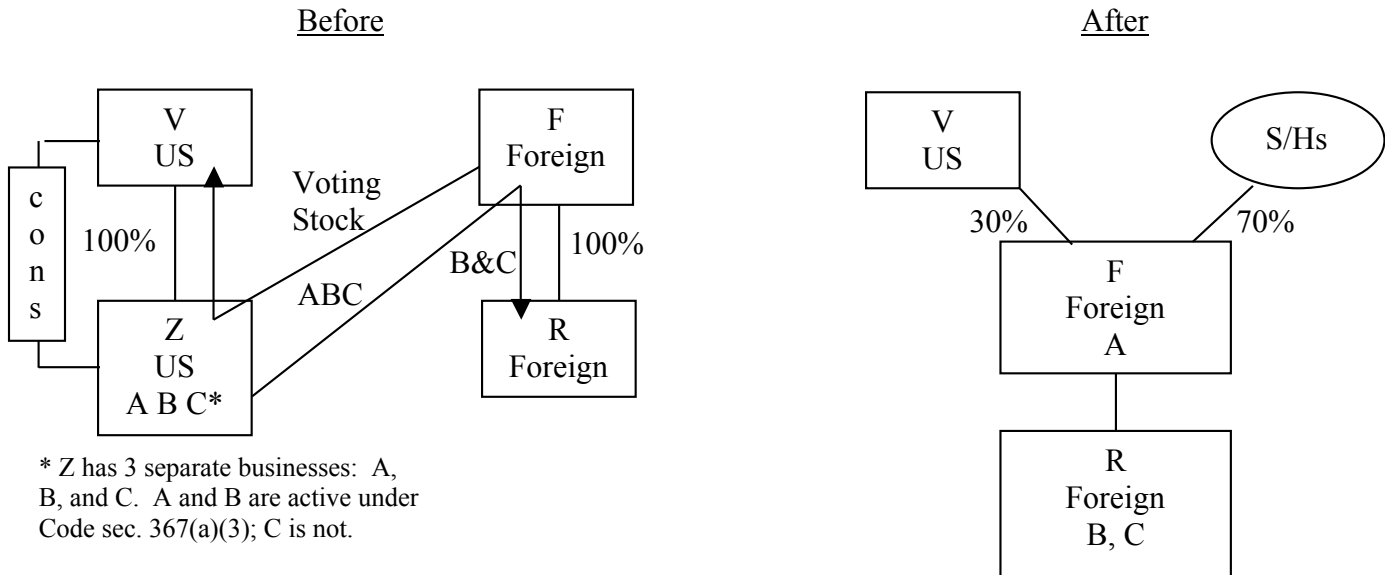 Before
V
US
c
o
n
s
100%
Z
US
A B C*
Voting
Stock
ABC
F
Foreign
B&C
100%
R
Foreign
* Z has 3 separate businesses: A,
B, and C. A and B are active under
Code sec. 367(a)(3); C is not.
After
V
US
S/Hs
30%
70%
F
Foreign
A
R
Foreign
B, C